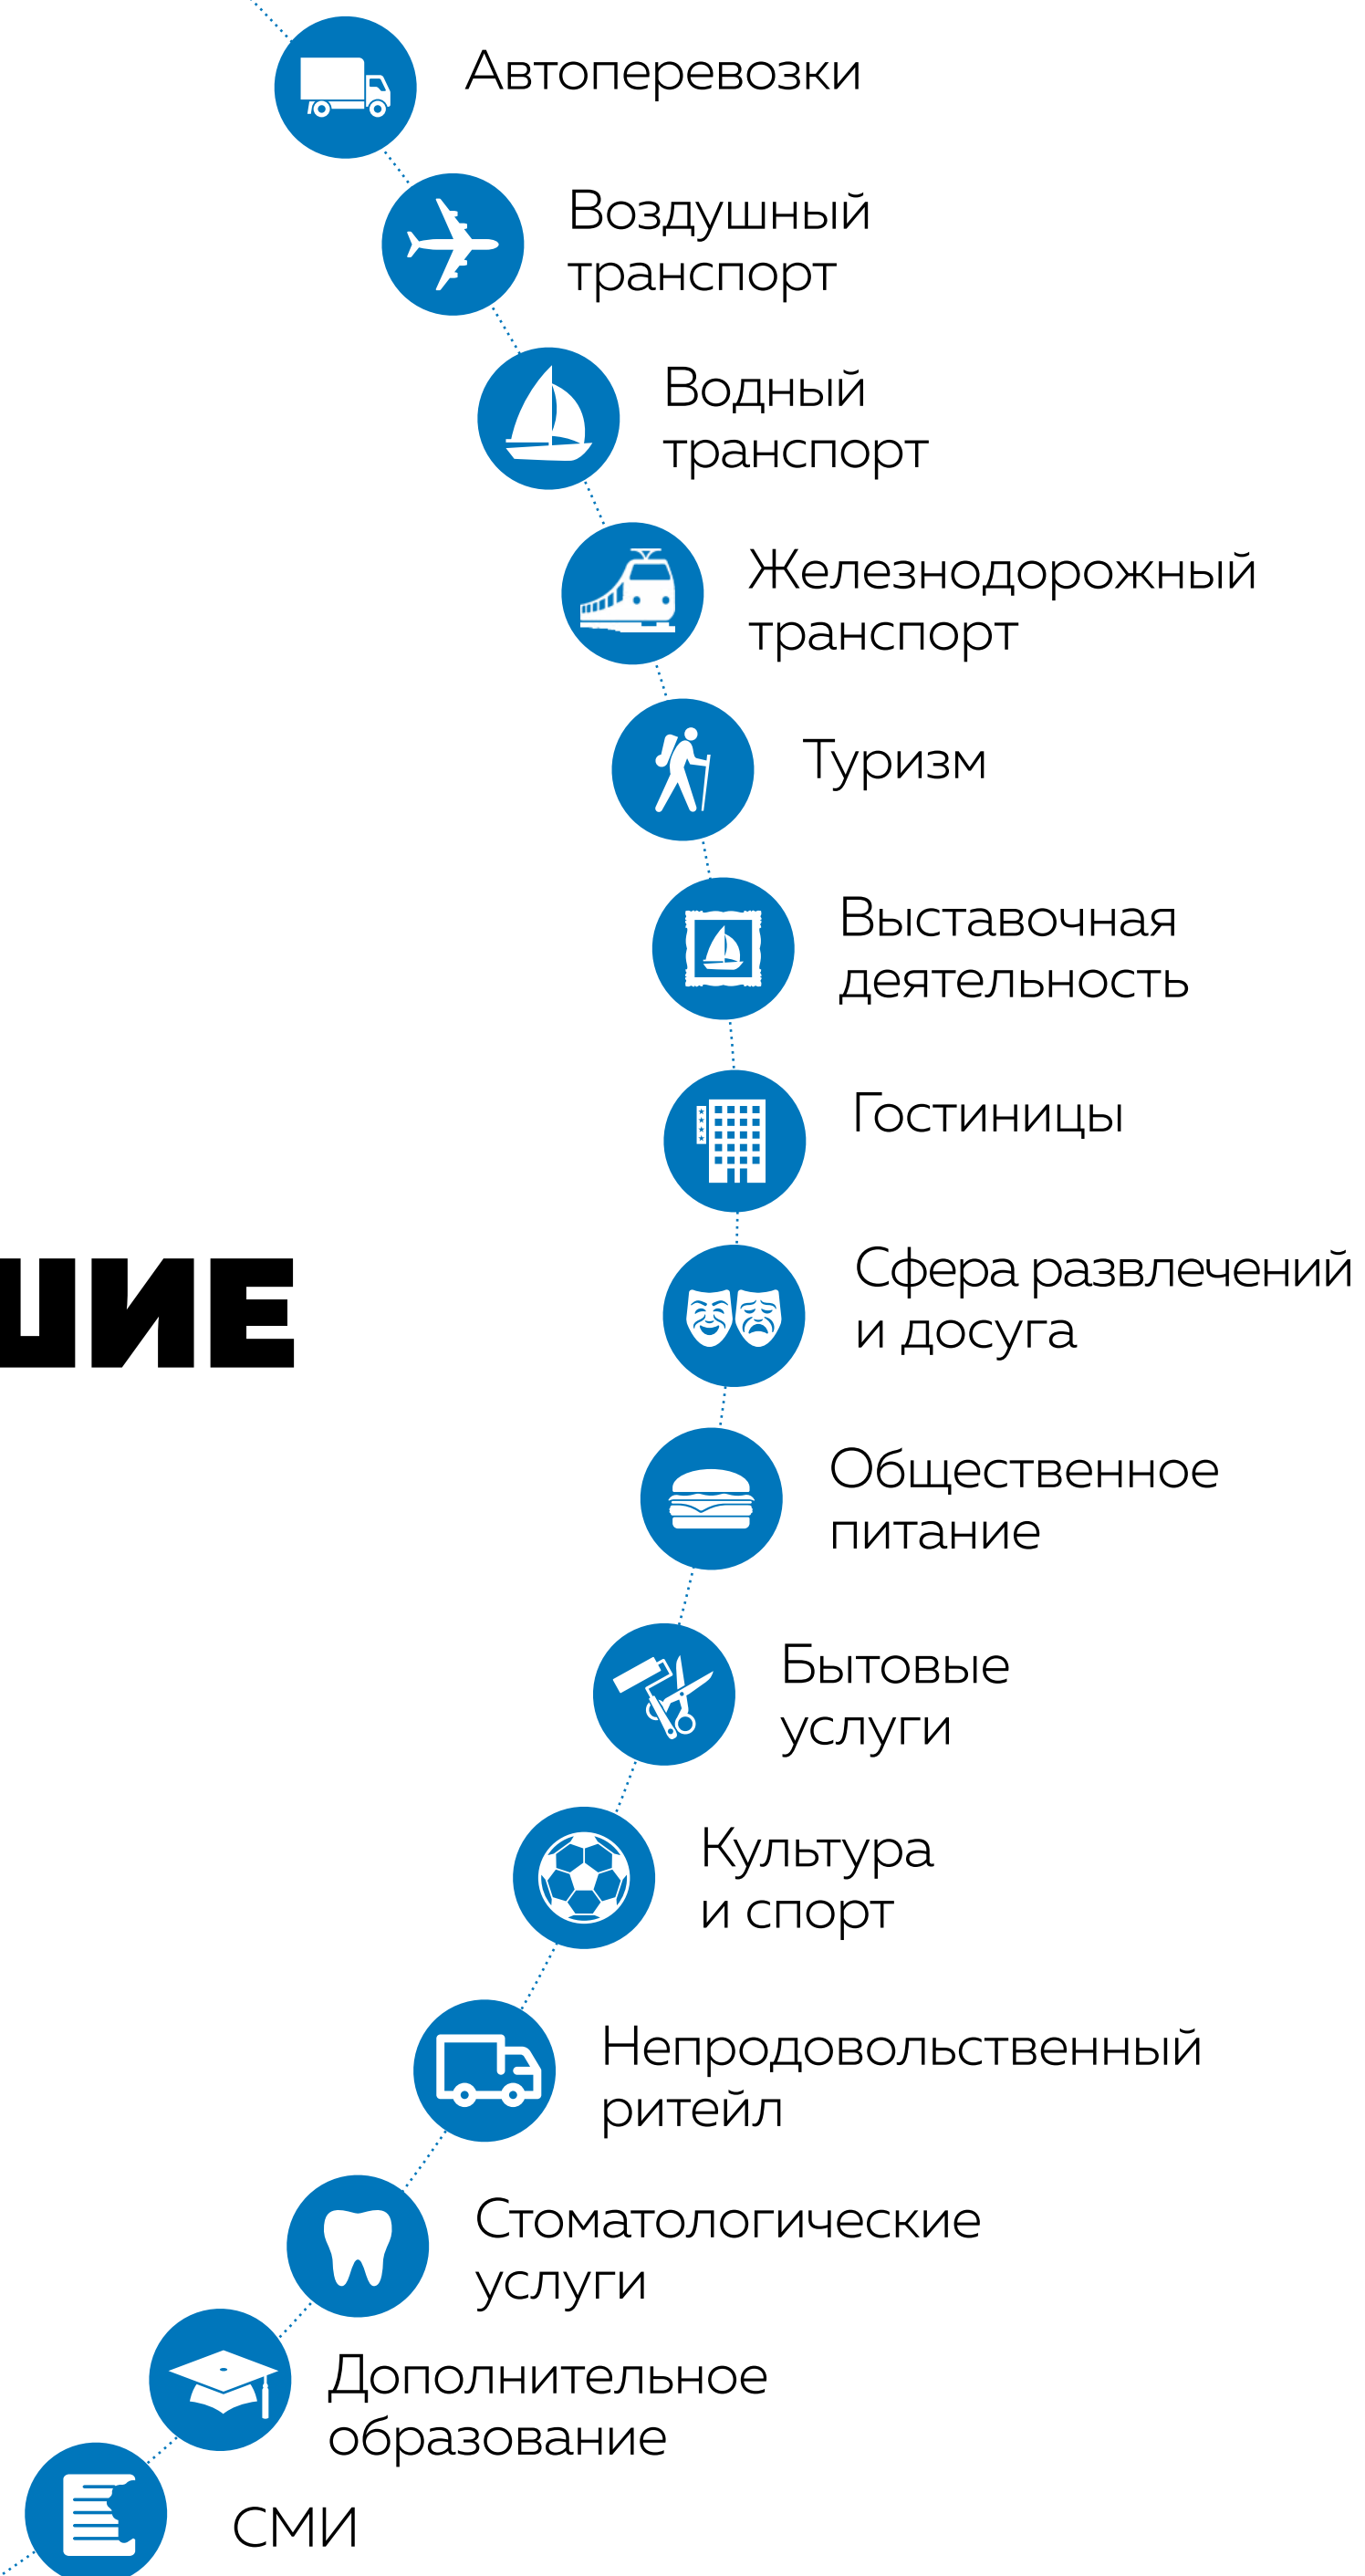 Автоперевозки
Воздушный
транспорт
Водный
транспорт
Железнодорожный
транспорт
Туризм
Выставочная
деятельность
Гостиницы
ШИЕ
Сфера развлечений
и досуга
Общественное
питание
Бытовые
услуги
Культура
и спорт
Непродовольственный
ритейл
Стоматологические
услуги
Дополнительное
образование
СМИ